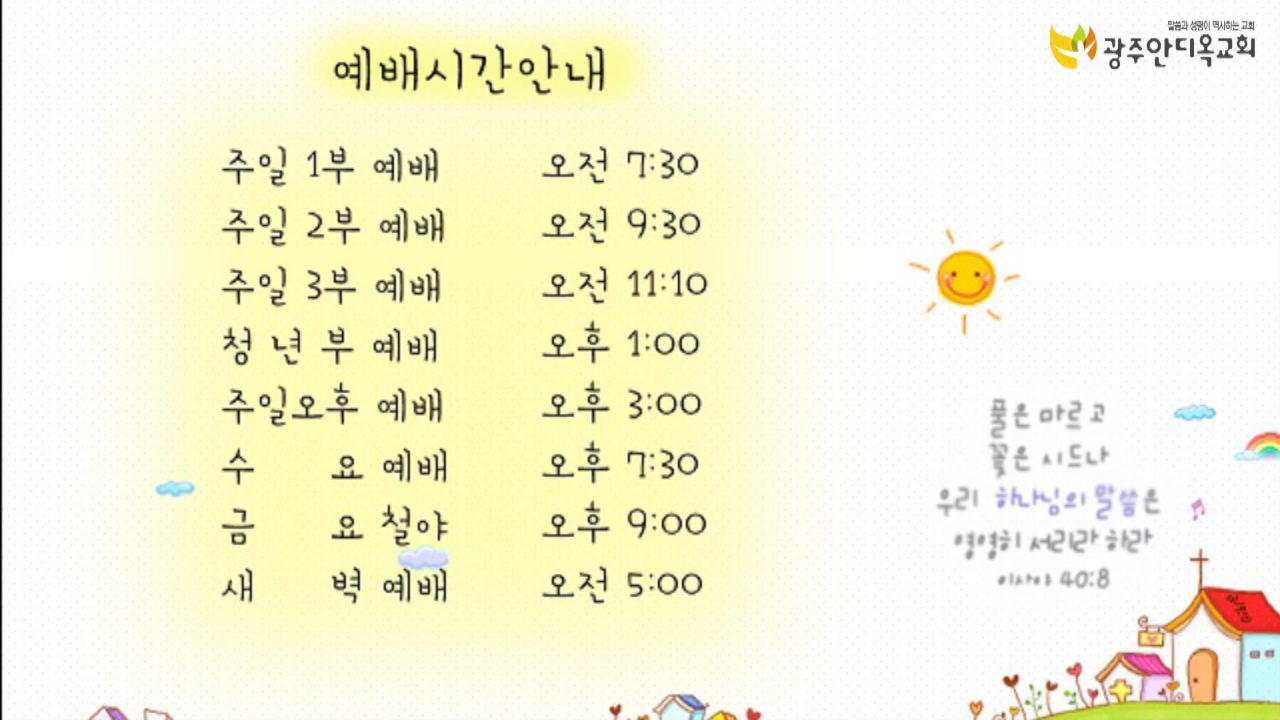 말씀과 성령이 역사하는 교회
광주안디옥교회
예배시간안내
주일 1부 예배 오전 7:30
주일 2부 예배 오전 9:30
주일 3부 예배 오전 11:10
청 년 부 예배 오후 1:00
주일오후 예배 오후 3:00
수 요 예배 오후 7:30
금 요 철야 오후 9:00
새 벽 예배 오전 5:00
풀은 마르고
꽃은 시드나
우리 하나님의 말씀은
영영히 서리라 하라
이사야 40:8